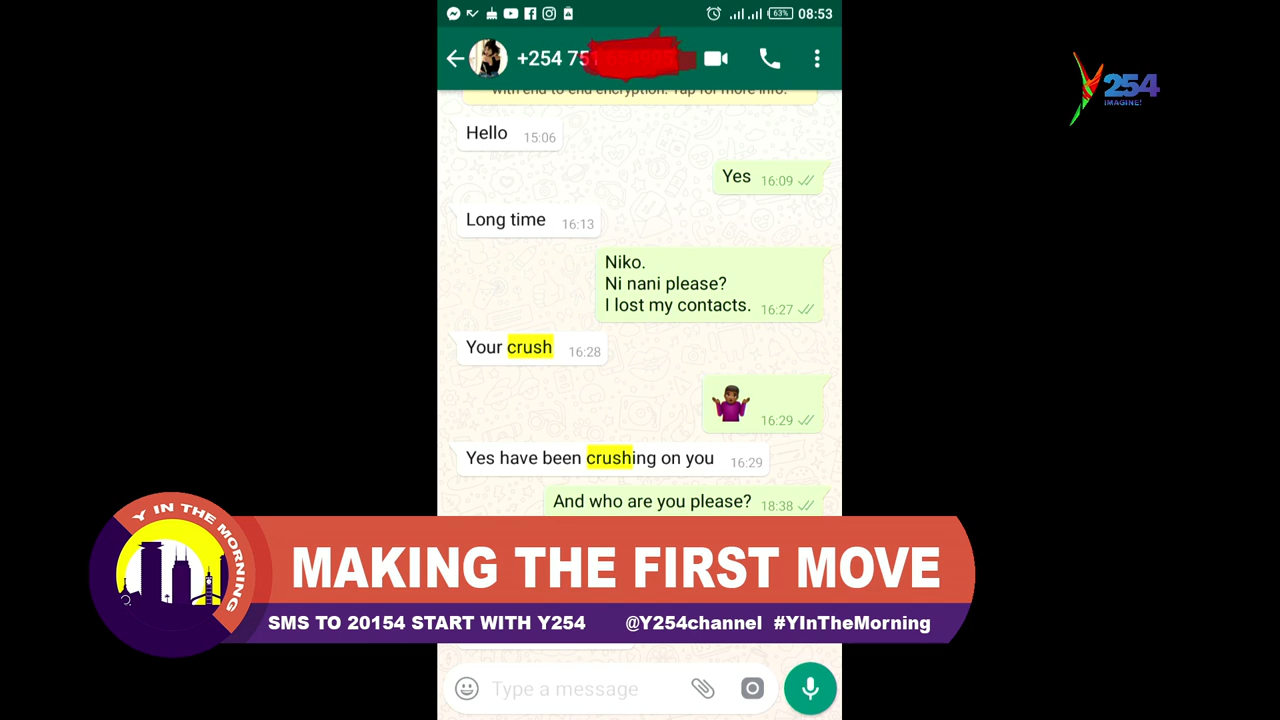 63% 08:53
+254 75
254
IMAGINE!
with end to end encryption. Tap for more info.
Hello 15:06
Yes 16:09
Long time 16:13
Niko.
Ni nani please?
I lost my contacts. 16:27
Your crush 16:28
16:29
Yes have been crushing on you 16:29
And who are you please? 18:38
Y IN THE MORNING
MAKING THE FIRST MOVE
SMS TO 20154 START WITH Y254 @Y254channel #YInTheMorning
Type a message